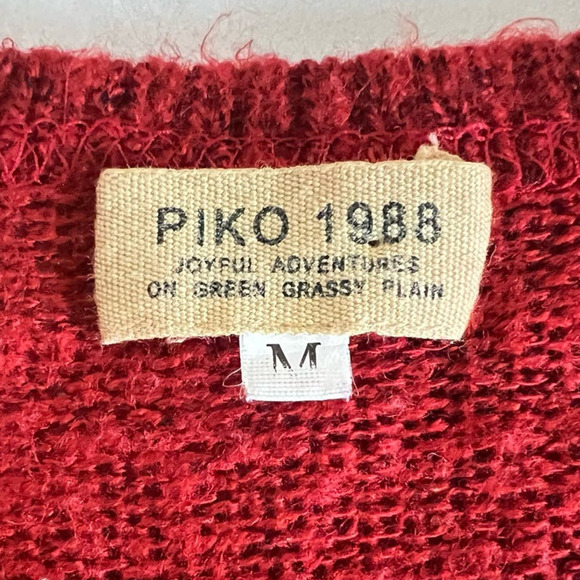 PIKO 1988
JOYFUL ADVENTURES
ON GREEN GRASSY PLAIN
M